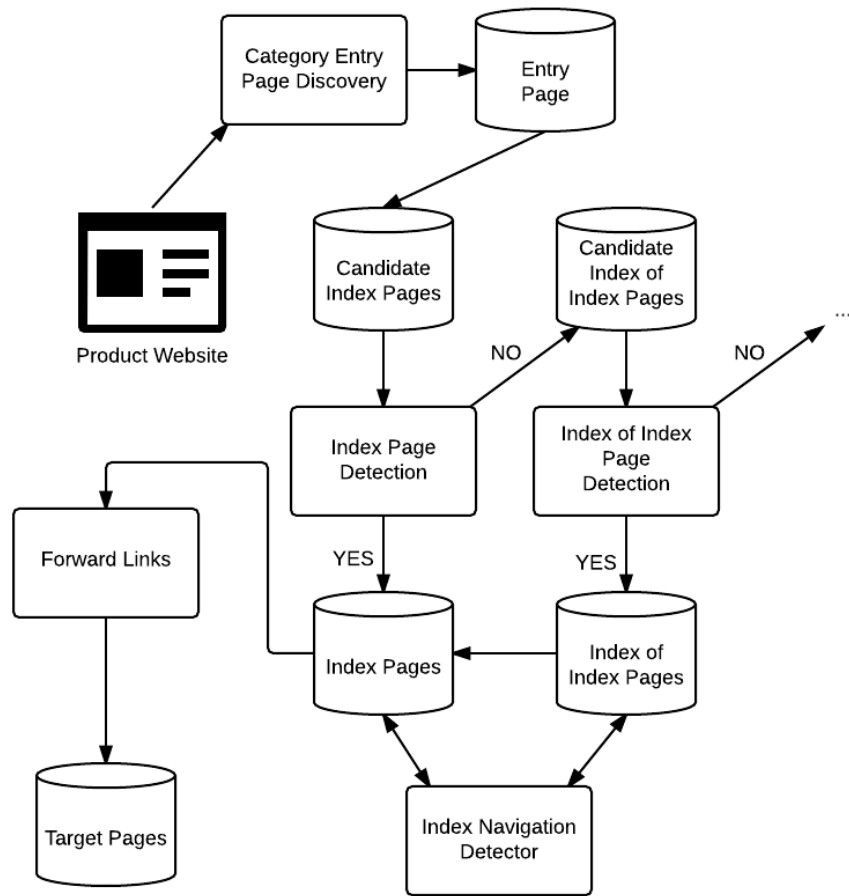 Category Entry
Page Discovery
Entry
Page
Product Website
Candidate
Index Pages
Candidate
Index of
Index Pages
NO
...
NO
Index Page
Detection
Index of Index
Page
Detection
Forward Links
YES
YES
Index Pages
Index of
Index Pages
Target Pages
Index Navigation
Detector